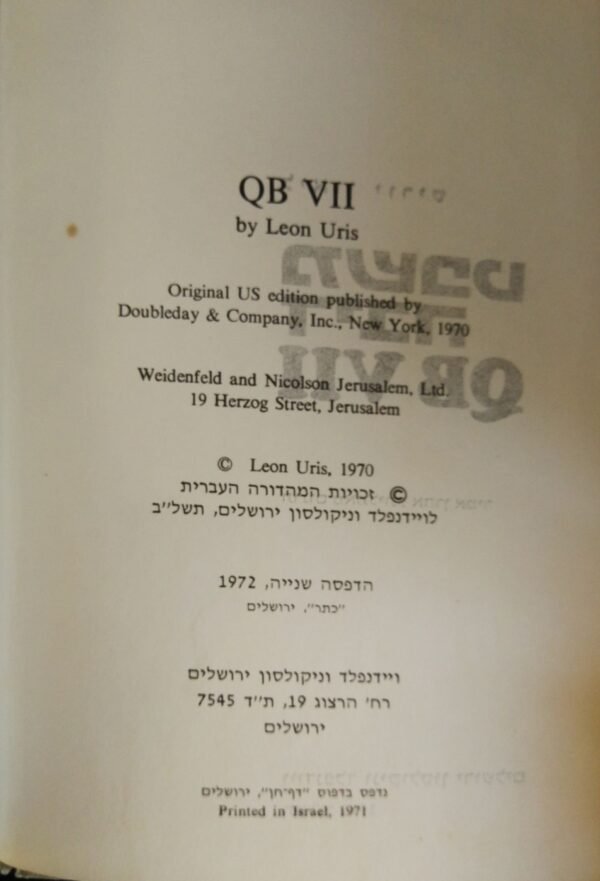 QB VII
by Leon Uris
Original US edition published by
Doubleday & Company, Inc., New York, 1970
Weidenfeld and Nicolson Jerusalem, Ltd.
19 Herzog Street, Jerusalem
© Leon Uris, 1970
© זכויות המהדורה העברית
לויידנפלד וניקולסון ירושלים, תשל"ב
הדפסה שנייה, 1972
"כתר", ירושלים
ויידנפלד וניקולסון ירושלים
רח' הרצוג 19, ת"ד 7545
ירושלים
נדפס בדפוס "דף־חן", ירושלים
Printed in Israel, 1971